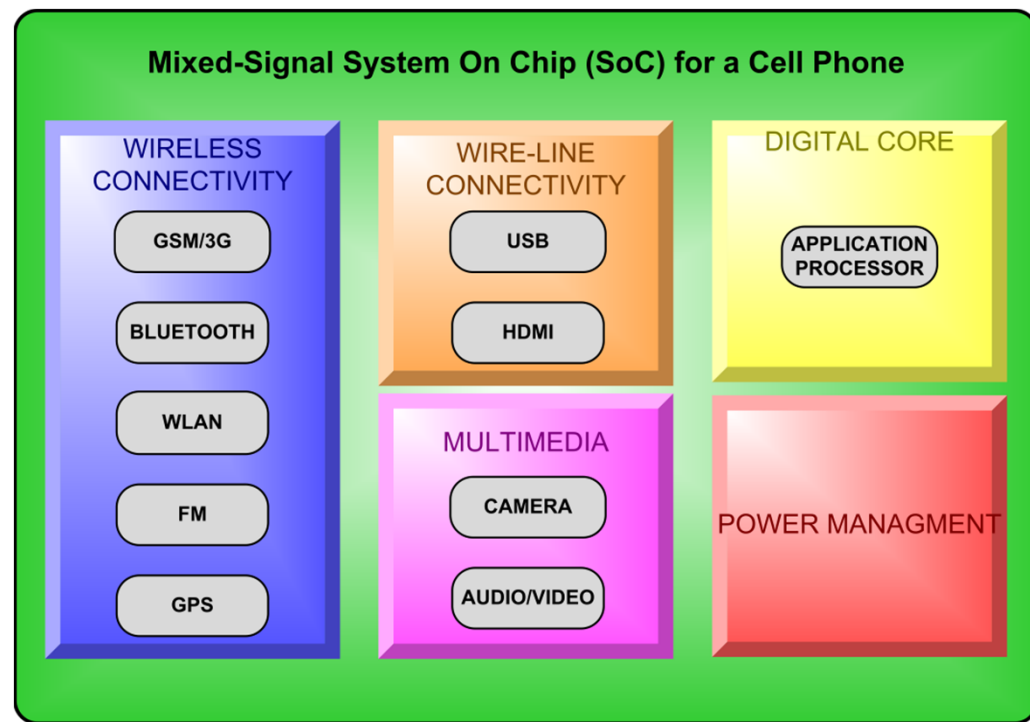 Mixed-Signal System On Chip (SoC) for a Cell Phone
WIRELESS
CONNECTIVITY
GSM/3G
BLUETOOTH
WLAN
FM
GPS
WIRE-LINE
CONNECTIVITY
USB
HDMI
MULTIMEDIA
CAMERA
AUDIO/VIDEO
DIGITAL CORE
APPLICATION
PROCESSOR
POWER MANAGMENT